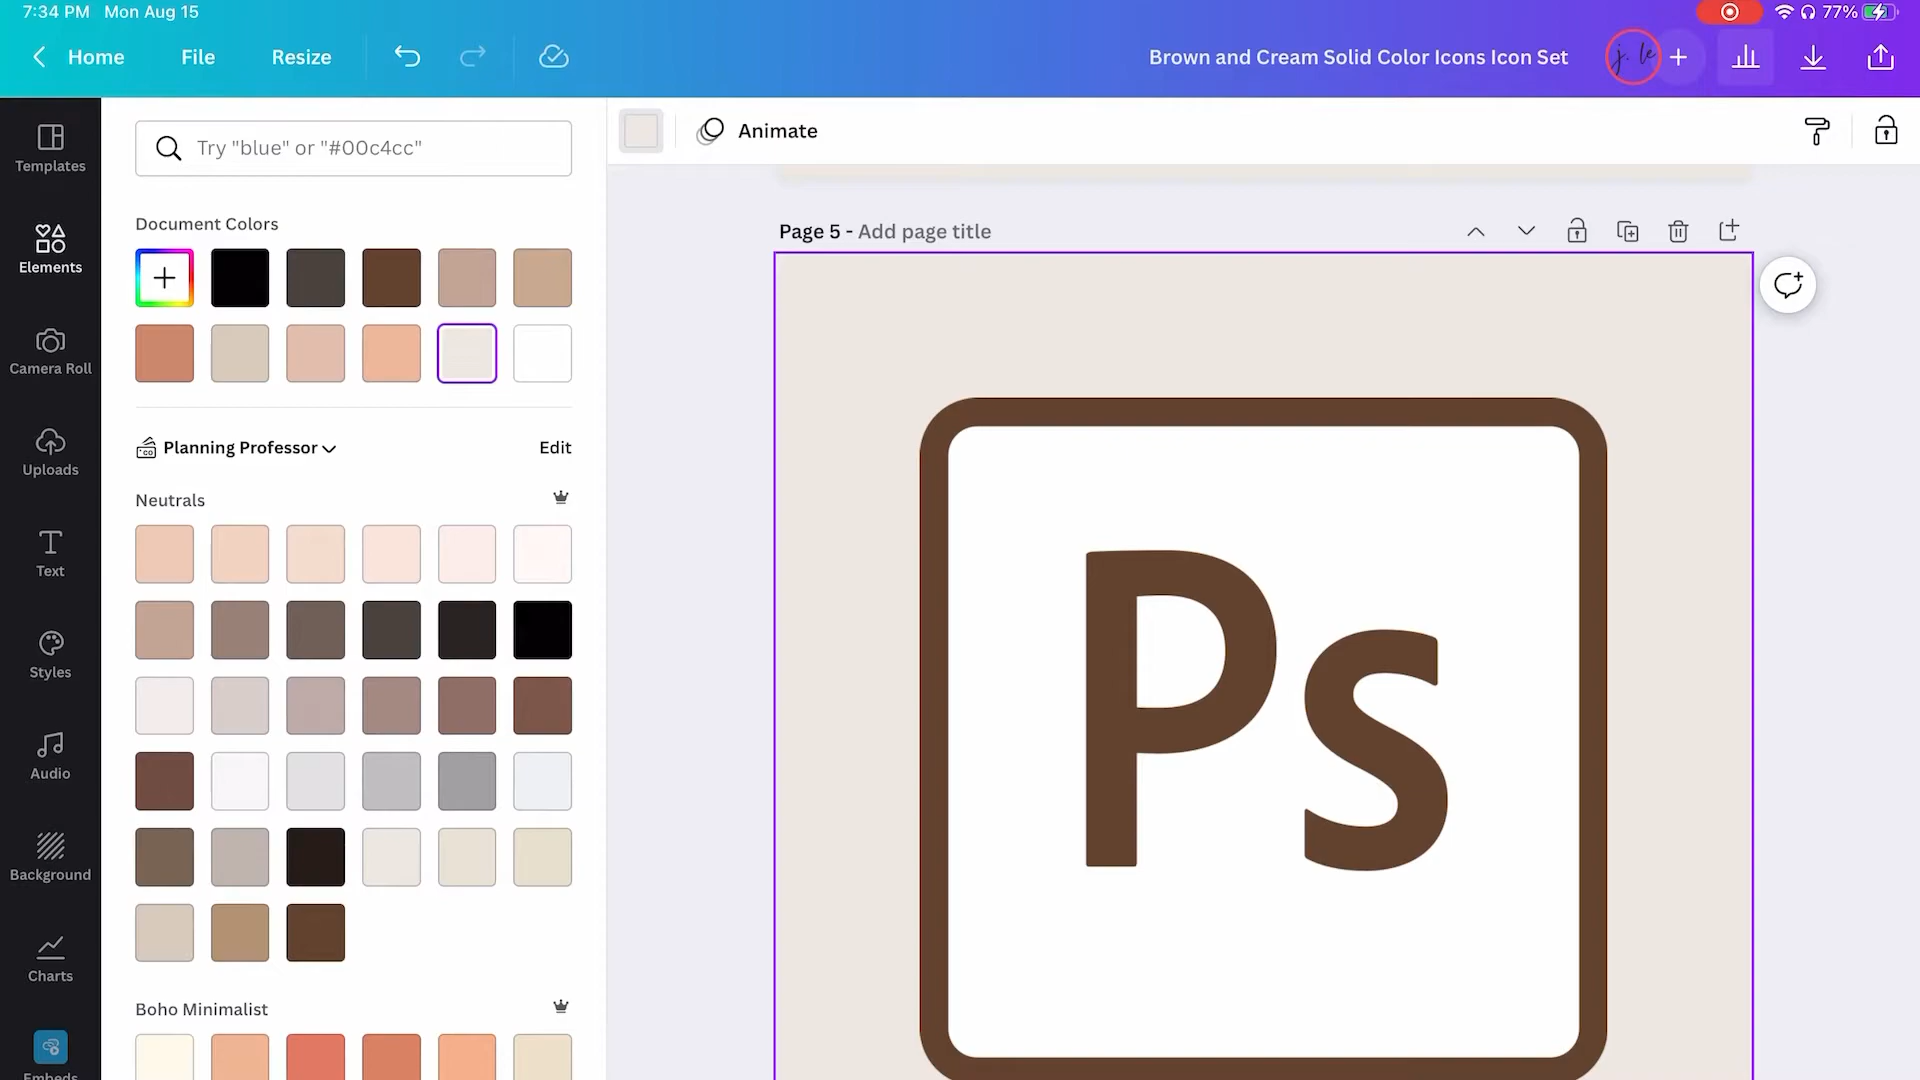 7:34 PM Mon Aug 15
77%
Home
File
Resize
Brown and Cream Solid Color Icons Icon Set
j. le
Templates
Elements
Camera Roll
Uploads
Text
Styles
Audio
Background
Charts
Embeds
Try "blue" or "#00c4cc"
Document Colors
Planning Professor
Edit
Neutrals
Boho Minimalist
Animate
Page 5 - Add page title
Ps